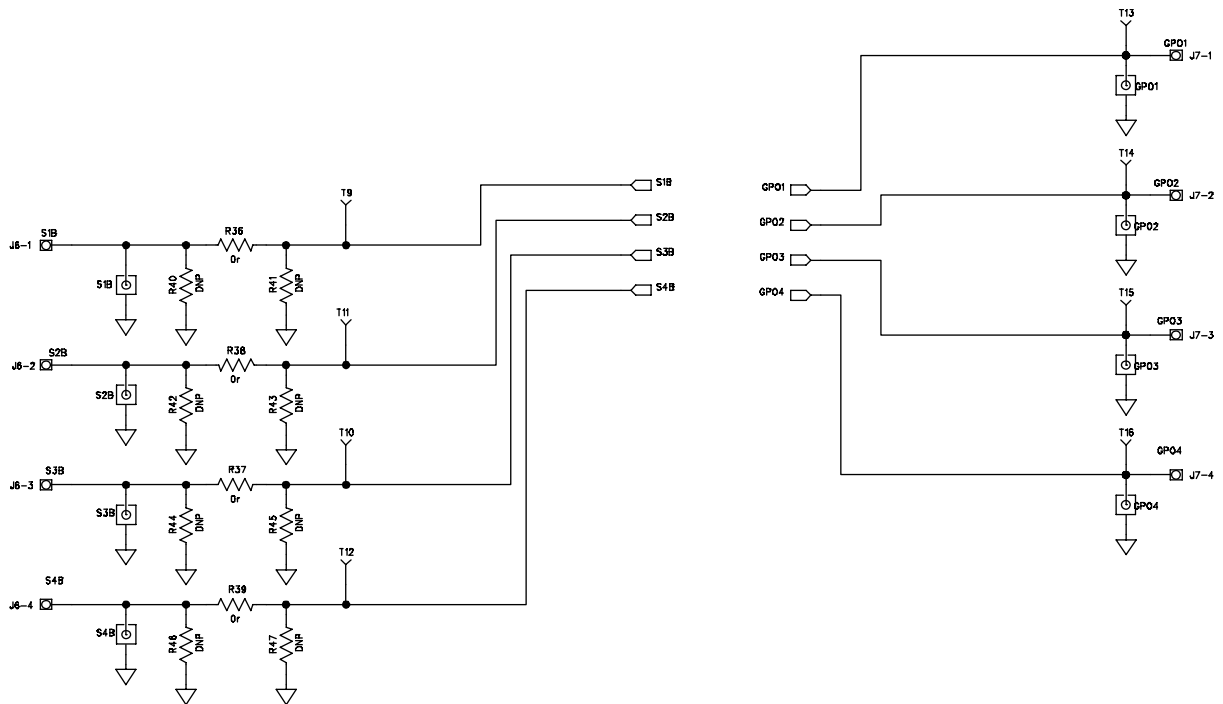 T13
GPO1
J7-1
GPO1
T14
S1B
GPO1
GPO2
J7-2
T9
S2B
GPO2
GPO2
S1B
R36
J6-1
0r
S3B
GPO3
S1B
R40
DNP
R41
DNP
S4B
GPO4
T15
T11
GPO3
J7-3
S2B
R38
J6-2
0r
GPO3
S2B
R42
DNP
R43
DNP
T10
T16
GPO4
S3B
R37
J7-4
J6-3
0r
GPO4
S3B
R44
DNP
R45
DNP
T12
S4B
R39
J6-4
0r
S4B
R46
DNP
R47
DNP